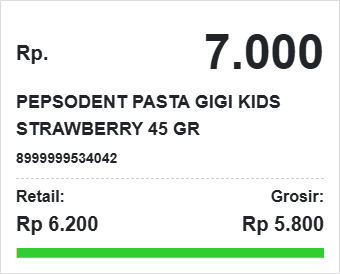 Rp. 7.000
PEPSODENT PASTA GIGI KIDS
STRAWBERRY 45 GR
8999999534042
Retail: Grosir:
Rp 6.200 Rp 5.800